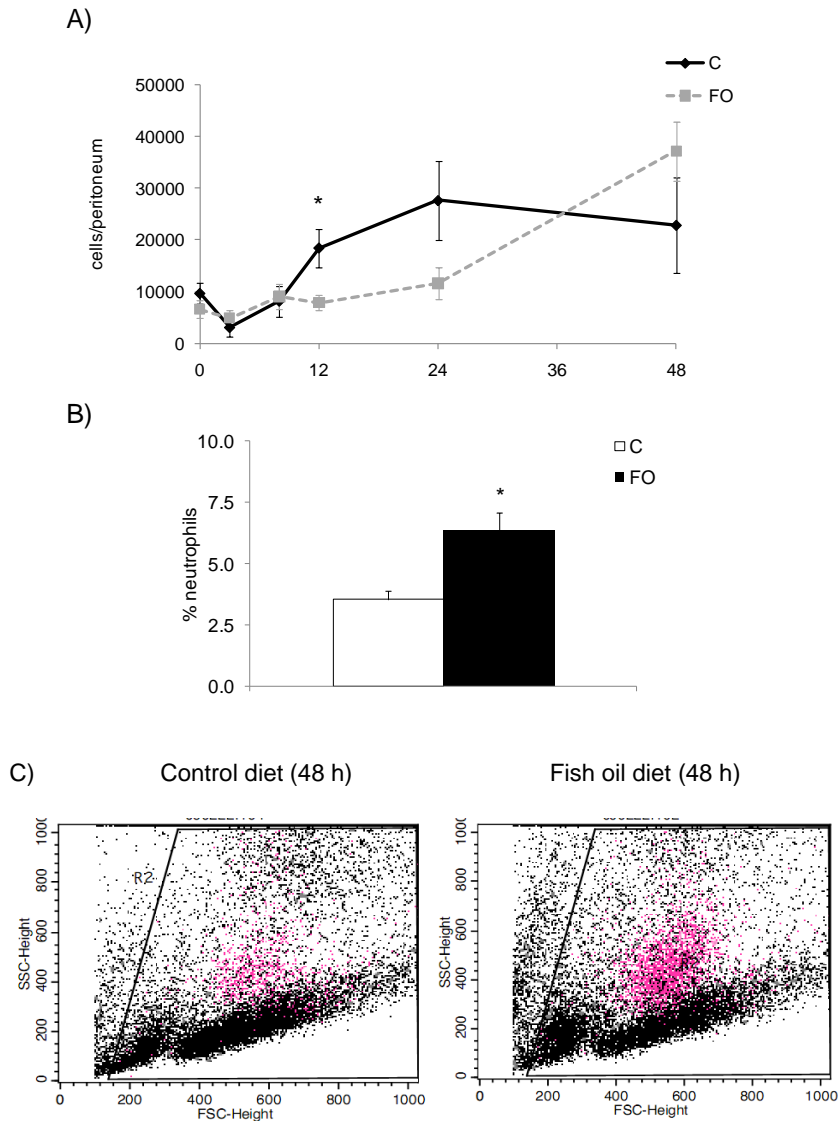 A)
C
FO
50000
40000
30000
20000
10000
0
cells/peritoneum
*
0 12 24 36 48
B)
C
FO
10.0
7.5
5.0
2.5
0.0
% neutrophils
*
C)
Control diet (48 h)
Fish oil diet (48 h)
R2
SSC-Height
0 200 400 600 800 100
0 200 400 600 800 1000
FSC-Height
SSC-Height
0 200 400 600 800 100
0 200 400 600 800 1000
FSC-Height